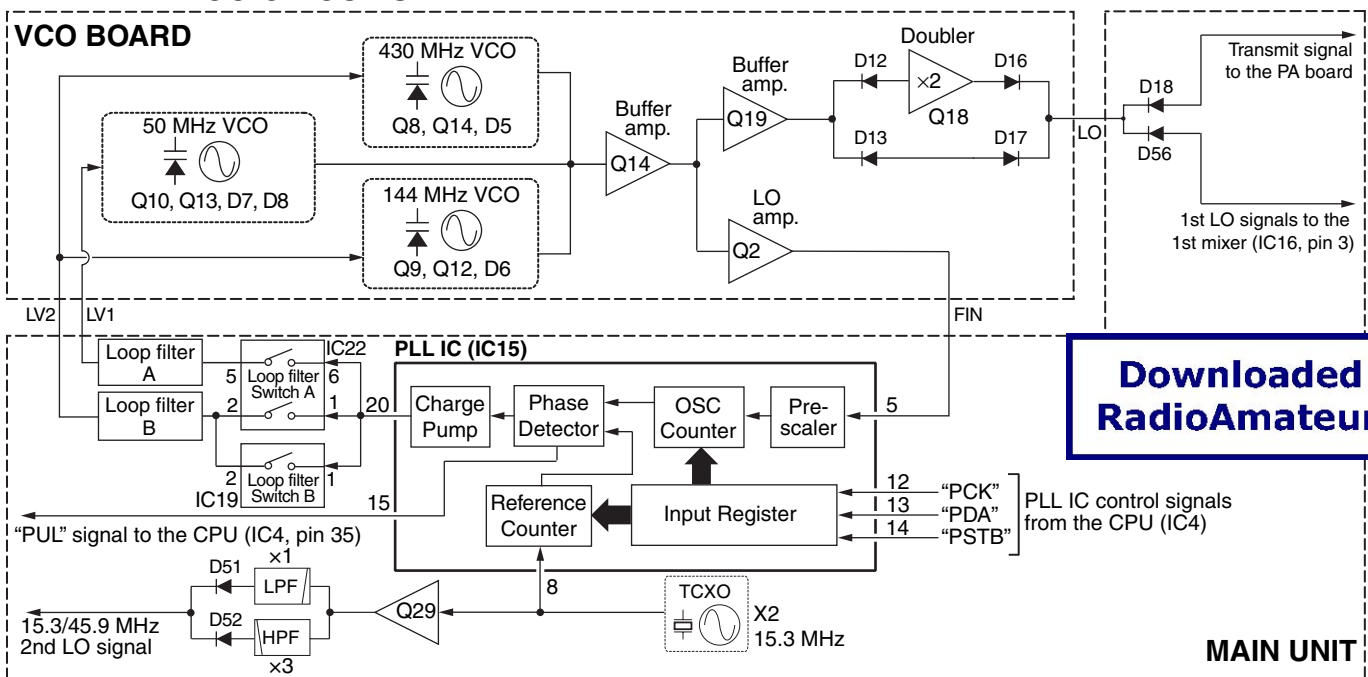 VCO BOARD
430 MHz VCO
Q8, Q14, D5
50 MHz VCO
Q10, Q13, D7, D8
144 MHz VCO
Q9, Q12, D6
Buffer
amp.
Q14
Buffer
amp.
Q19
LO
amp.
Q2
Doubler
D12
×2
Q18
D16
D13
D17
LO
D18
D56
Transmit signal
to the PA board
1st LO signals to the
1st mixer (IC16, pin 3)
LV2
LV1
FIN
Loop filter
A
Loop filter
B
IC22
5
Loop filter
Switch A
6
2
1
2
Loop filter
Switch B
1
IC19
PLL IC (IC15)
20
Charge
Pump
Phase
Detector
OSC
Counter
Pre-
scaler
5
15
Reference
Counter
Input Register
12
"PCK"
13
"PDA"
14
"PSTB"
PLL IC control signals
from the CPU (IC4)
"PUL" signal to the CPU (IC4, pin 35)
8
D51
×1
LPF
D52
HPF
×3
Q29
TCXO
X2
15.3 MHz
15.3/45.9 MHz
2nd LO signal
MAIN UNIT
Downloaded
RadioAmateur